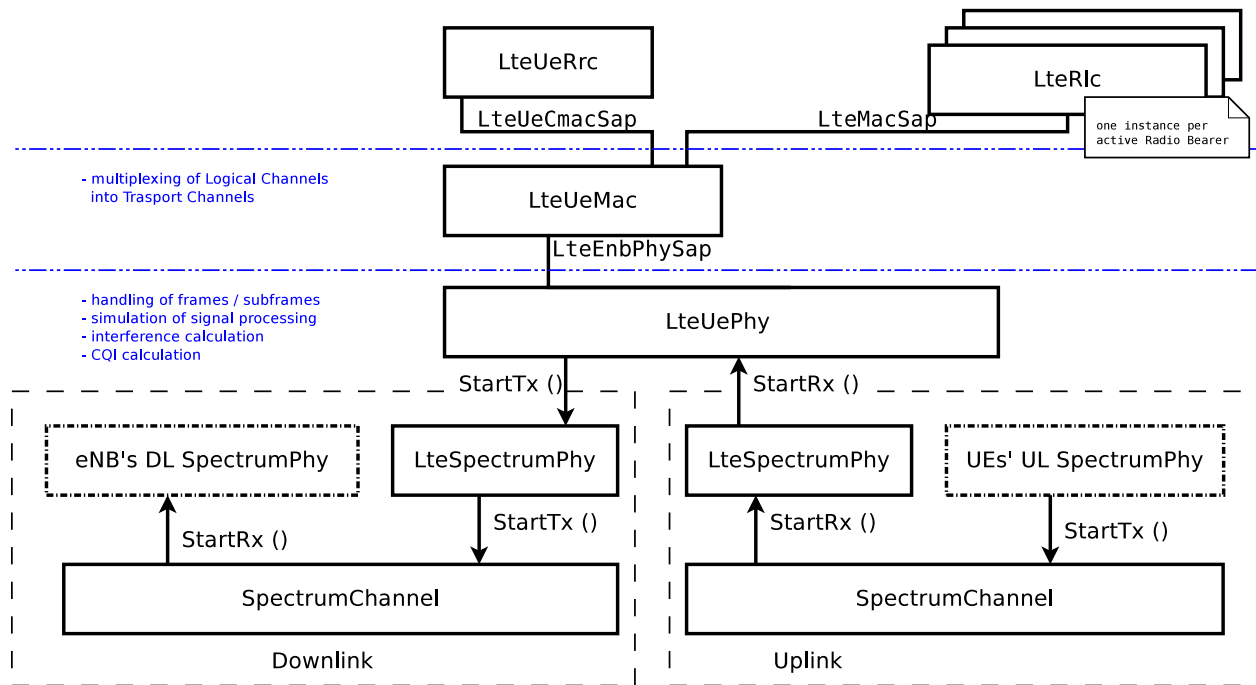 LteUeRrc
LteRlc
LteUeCmacSap
LteMacSap
one instance per
active Radio Bearer
- multiplexing of Logical Channels
into Trasport Channels
LteUeMac
LteEnbPhySap
- handling of frames / subframes
- simulation of signal processing
- interference calculation
- CQI calculation
LteUePhy
StartTx ()
StartRx ()
eNB's DL SpectrumPhy
LteSpectrumPhy
LteSpectrumPhy
UEs' UL SpectrumPhy
StartRx ()
StartTx ()
StartRx ()
StartTx ()
SpectrumChannel
SpectrumChannel
Downlink
Uplink